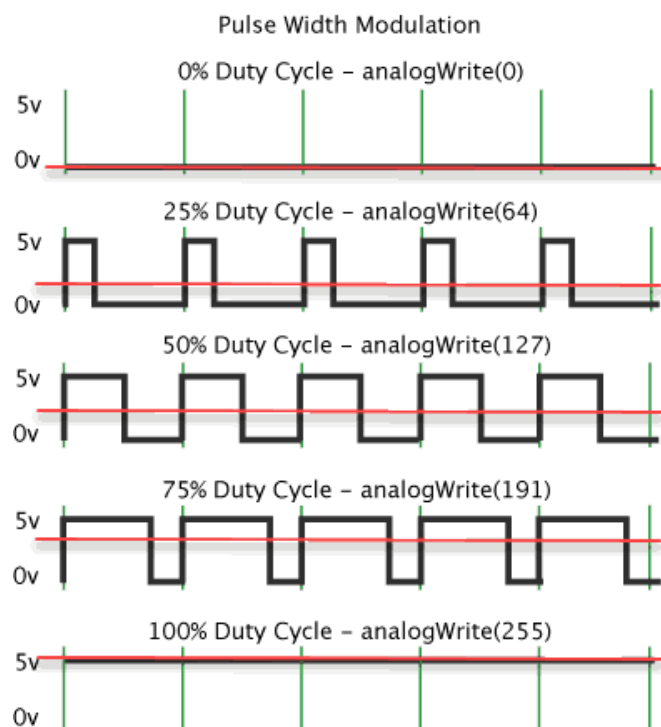 Pulse Width Modulation
0% Duty Cycle – analogWrite(0)
5v
0v
25% Duty Cycle – analogWrite(64)
5v
0v
50% Duty Cycle – analogWrite(127)
5v
0v
75% Duty Cycle – analogWrite(191)
5v
0v
100% Duty Cycle – analogWrite(255)
5v
0v